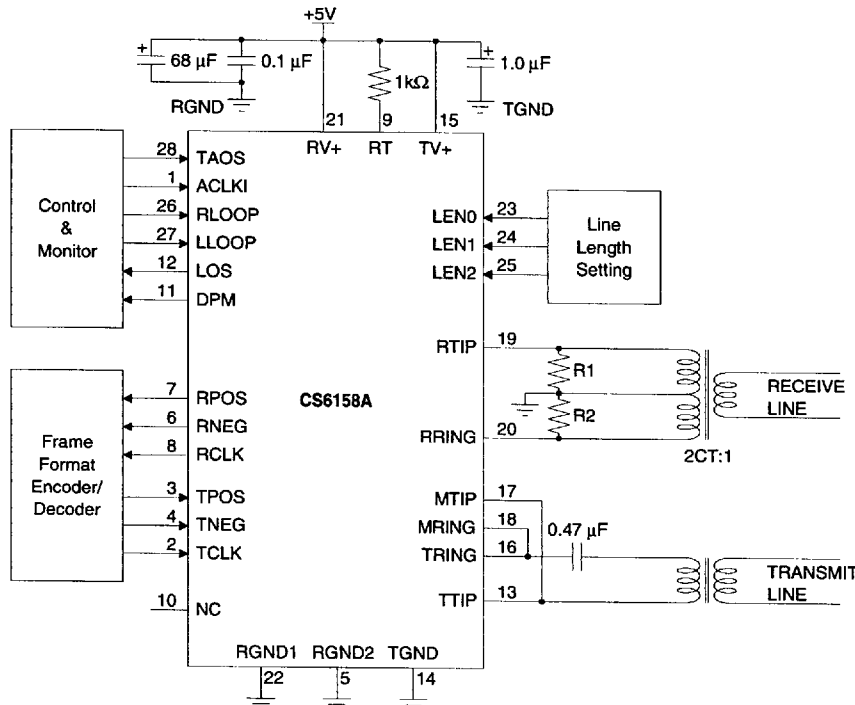 +5V
+
68 µF
0.1 µF
1kΩ
+
1.0 µF
RGND
TGND
21
9
15
RV+
RT
TV+
Control
&
Monitor
28
TAOS
1
ACLKI
26
RLOOP
27
LLOOP
12
LOS
11
DPM
LEN0
23
LEN1
24
LEN2
25
Line
Length
Setting
CS6158A
RTIP
19
R1
R2
RRING
20
2CT:1
RECEIVE
LINE
Frame
Format
Encoder/
Decoder
7
RPOS
6
RNEG
8
RCLK
3
TPOS
4
TNEG
2
TCLK
10
NC
MTIP
17
MRING
18
TRING
16
0.47 µF
TTIP
13
TRANSMIT
LINE
RGND1
RGND2
TGND
22
5
14